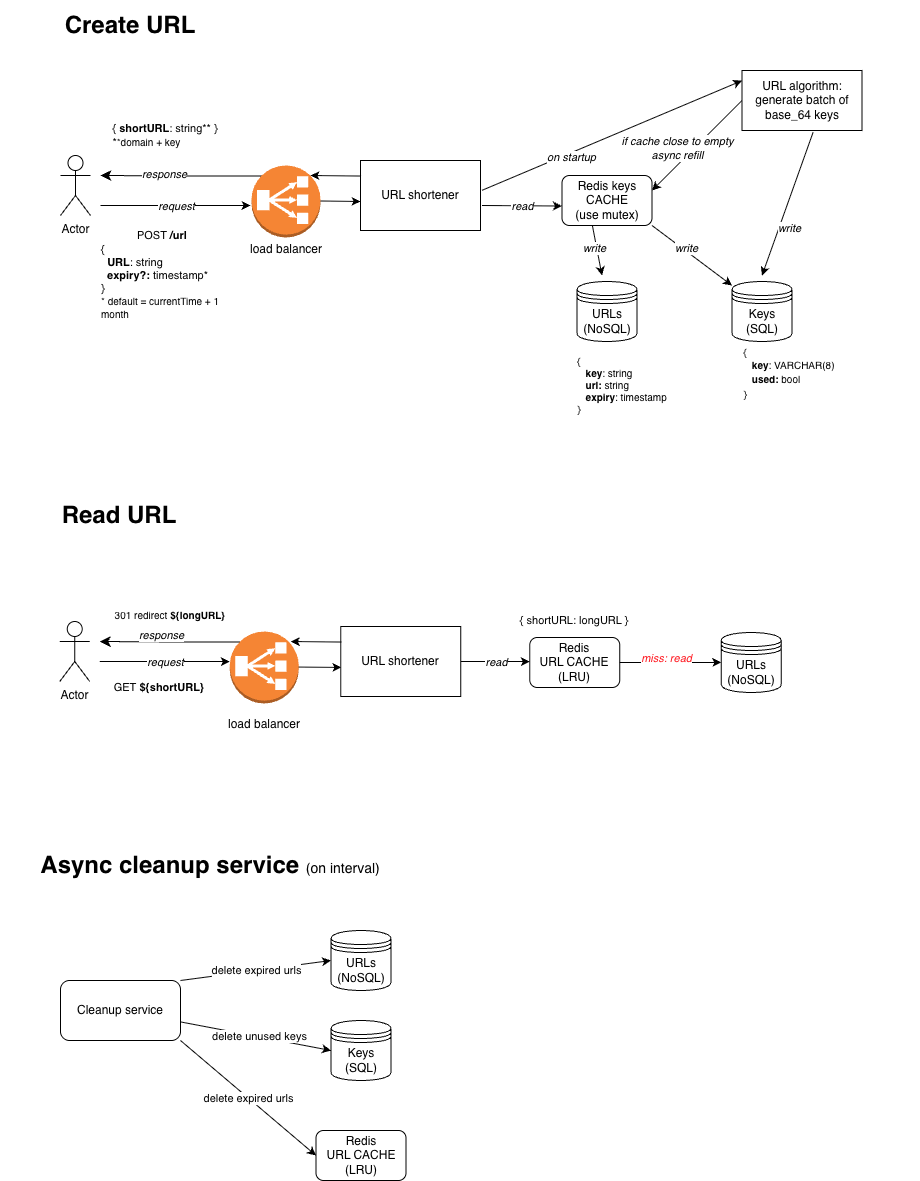 Create URL
URL algorithm:
generate batch of
base_64 keys
{ shortURL: string** }
**domain + key
on startup
if cache close to empty
async refill
response
request
Actor
URL shortener
load balancer
read
Redis keys
CACHE
(use mutex)
POST /url
{
URL: string
expiry?: timestamp*
}
* default = currentTime + 1
month
write
write
write
URLs
(NoSQL)
Keys
(SQL)
{
key: string
url: string
expiry: timestamp
}
{
key: VARCHAR(8)
used: bool
}
Read URL
301 redirect ${longURL}
response
request
Actor
GET ${shortURL}
load balancer
URL shortener
read
{ shortURL: longURL }
Redis
URL CACHE
(LRU)
miss: read
URLs
(NoSQL)
Async cleanup service (on interval)
Cleanup service
delete expired urls
URLs
(NoSQL)
delete unused keys
Keys
(SQL)
delete expired urls
Redis
URL CACHE
(LRU)